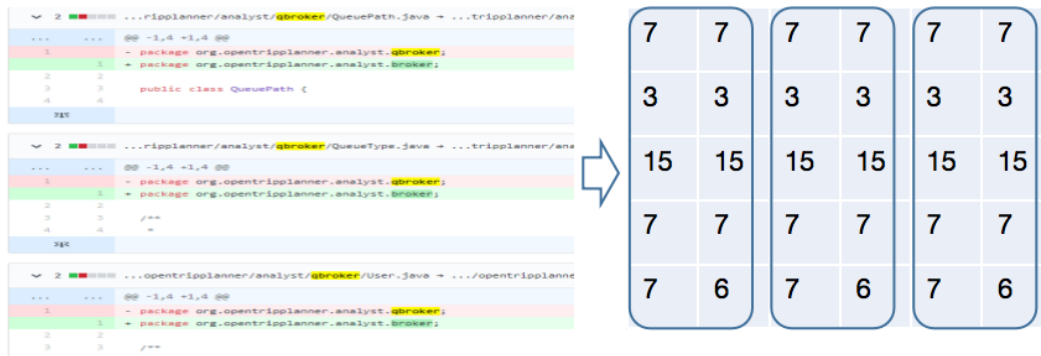 2 ...ripplanner/analyst/qbroker/QueuePath.java → ...tripplanner/ana
... ... @@ -1,4 +1,4 @@
1 - package org.opentripplanner.analyst.qbroker;
1 + package org.opentripplanner.analyst.broker;
2 2
3 3 public class QueuePath {
4 4
2 ...ripplanner/analyst/qbroker/QueueType.java → ...tripplanner/ana
... ... @@ -1,4 +1,4 @@
1 - package org.opentripplanner.analyst.qbroker;
1 + package org.opentripplanner.analyst.broker;
2 2
3 3 /**
4 4 *
2 ...opentripplanner/analyst/qbroker/User.java → .../opentripplanne
... ... @@ -1,4 +1,4 @@
1 - package org.opentripplanner.analyst.qbroker;
1 + package org.opentripplanner.analyst.broker;
2 2
3 3 /**
7 7 7 7 7 7
3 3 3 3 3 3
15 15 15 15 15 15
7 7 7 7 7 7
7 6 7 6 7 6